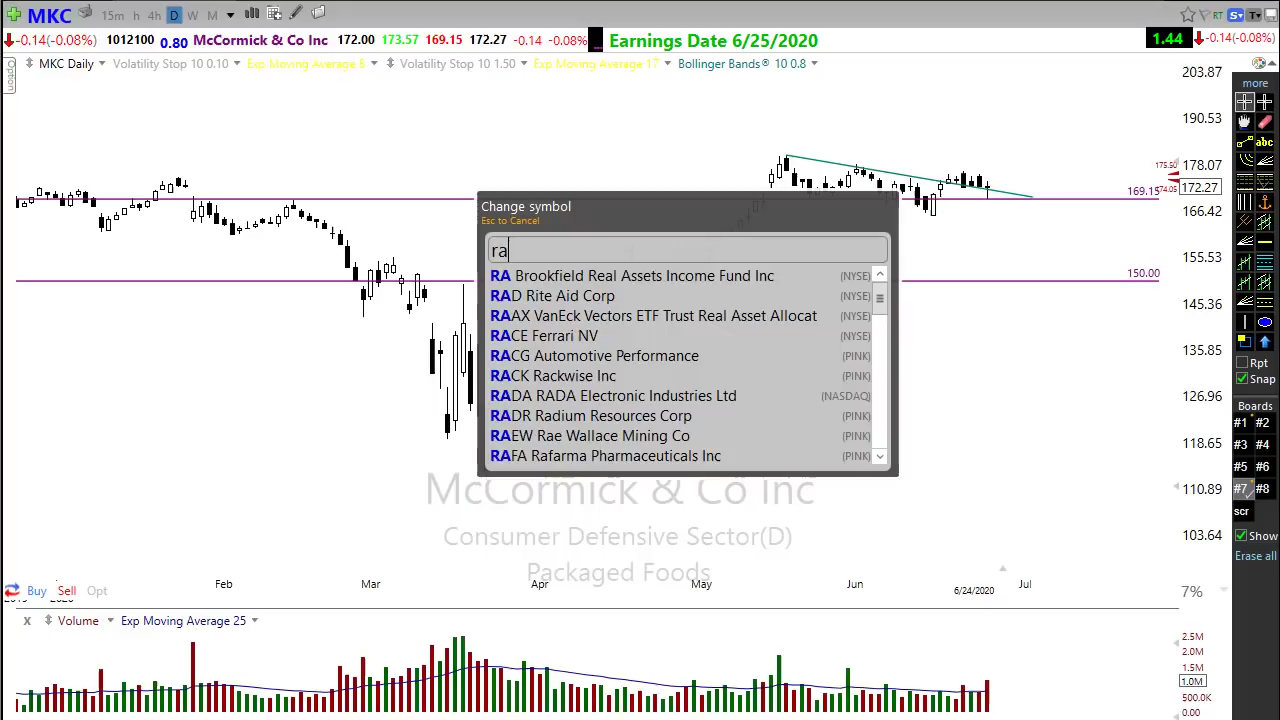 MKC 15m h 4h D W M RT S T
-0.14(-0.08%) 1012100 0.80 McCormick & Co Inc 172.00 173.57 169.15 172.27 -0.14 -0.08% Earnings Date 6/25/2020 1.44 -0.14(-0.08%)
Option
MKC Daily Volatility Stop 10 0.10 Exp Moving Average 8 Volatility Stop 10 1.50 Exp Moving Average 17 Bollinger Bands® 10 0.8
203.87
190.53
178.07
175.50
172.27
174.05
169.15
166.42
155.53
150.00
145.36
135.85
126.96
118.65
110.89
103.64
more
abc
Rpt
Snap
Boards
#1 #2
#3 #4
#5 #6
#7 #8
scr
Show
Erase all
Change symbol
Esc to Cancel
ra
RA Brookfield Real Assets Income Fund Inc (NYSE)
RAD Rite Aid Corp (NYSE)
RAAX VanEck Vectors ETF Trust Real Asset Allocat (NYSE)
RACE Ferrari NV (NYSE)
RACG Automotive Performance (PINK)
RACK Rackwise Inc (PINK)
RADA RADA Electronic Industries Ltd (NASDAQ)
RADR Radium Resources Corp (PINK)
RAEW Rae Wallace Mining Co (PINK)
RAFA Rafarma Pharmaceuticals Inc (PINK)
McCormick & Co Inc
Consumer Defensive Sector(D)
Packaged Foods
Feb Mar Apr May Jun 6/24/2020 Jul
Buy Sell Opt 7%
x Volume Exp Moving Average 25
2.5M
2.0M
1.5M
1.0M
500.0K
0.00